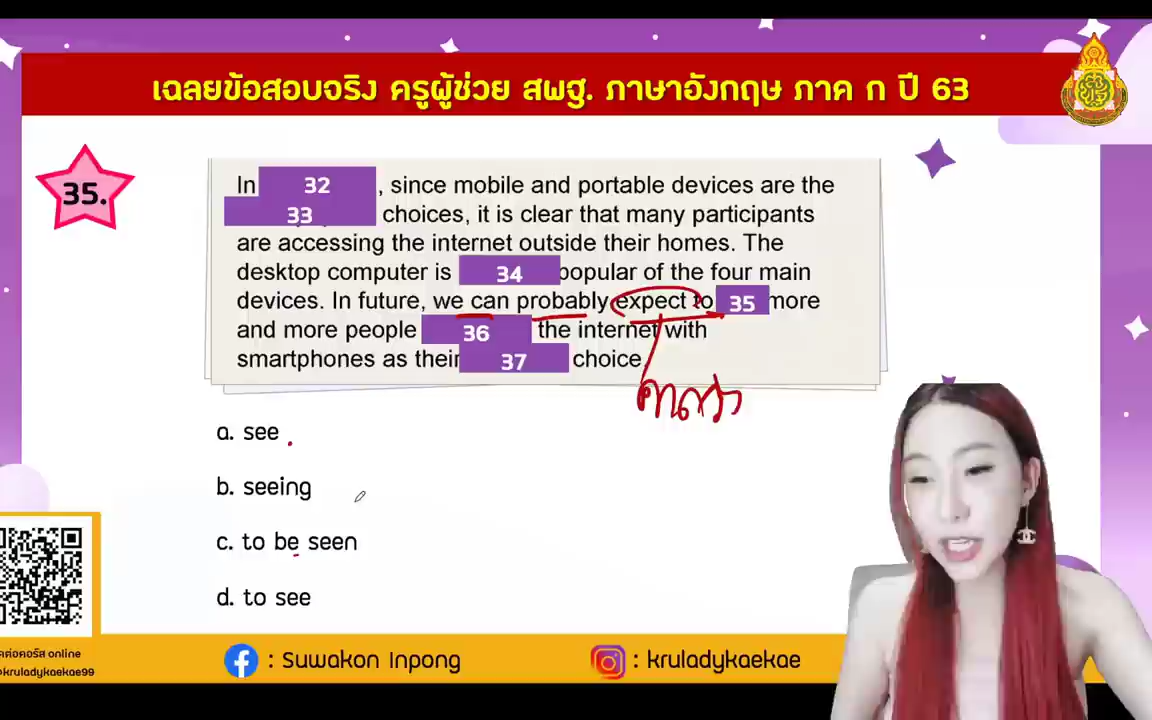 เฉลยข้อสอบจริง ครูผู้ช่วย สพฐ. ภาษาอังกฤษ ภาค ก ปี 63
35.
In 32 , since mobile and portable devices are the
33 choices, it is clear that many participants
are accessing the internet outside their homes. The
desktop computer is 34 popular of the four main
devices. In future, we can probably expect to 35 more
and more people 36 the internet with
smartphones as their 37 choice.
a. see
b. seeing
c. to be seen
d. to see
online
kruladykaekae99
: Suwakon Inpong
: kruladykaekae